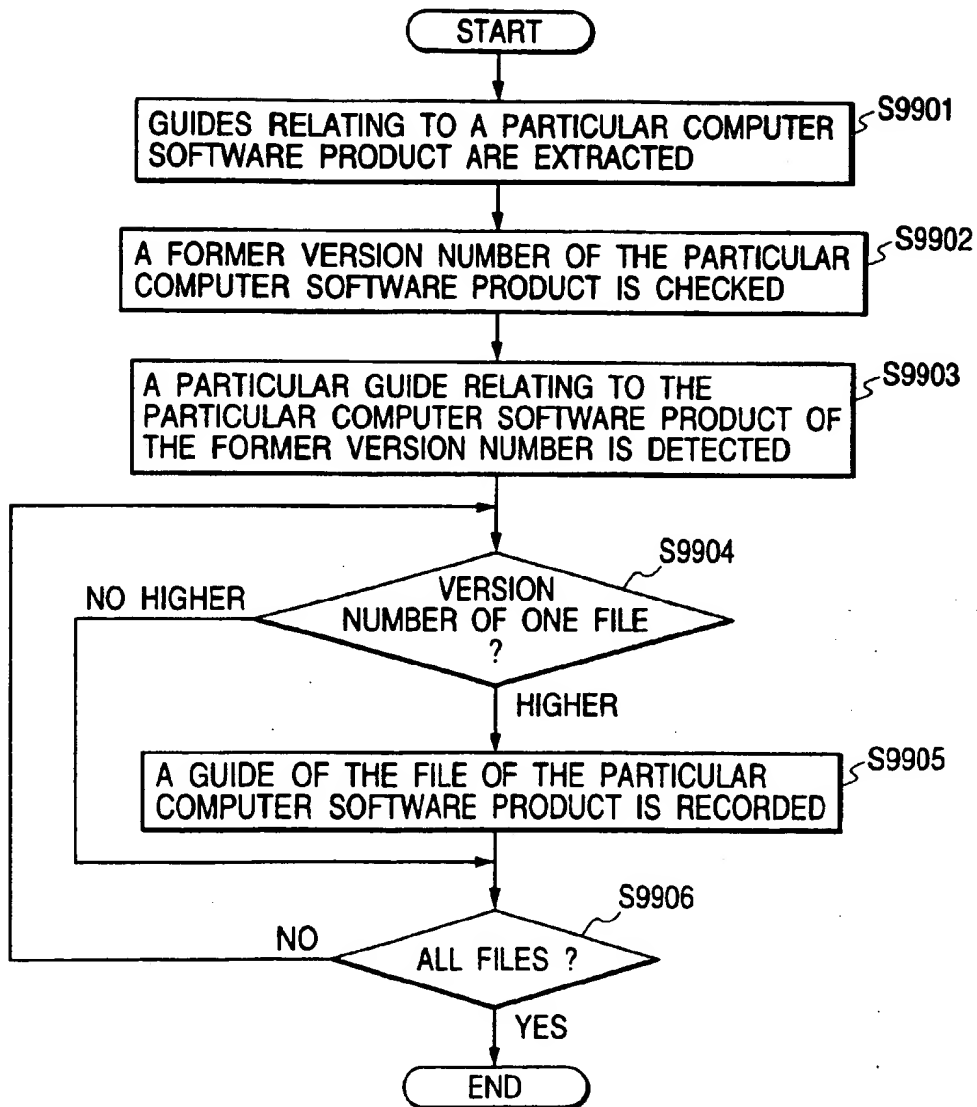 START
GUIDES RELATING TO A PARTICULAR COMPUTER
SOFTWARE PRODUCT ARE EXTRACTED
S9901
A FORMER VERSION NUMBER OF THE PARTICULAR
COMPUTER SOFTWARE PRODUCT IS CHECKED
S9902
A PARTICULAR GUIDE RELATING TO THE
PARTICULAR COMPUTER SOFTWARE PRODUCT OF
THE FORMER VERSION NUMBER IS DETECTED
S9903
S9904
NO HIGHER
VERSION
NUMBER OF ONE FILE
?
HIGHER
A GUIDE OF THE FILE OF THE PARTICULAR
COMPUTER SOFTWARE PRODUCT IS RECORDED
S9905
S9906
NO
ALL FILES ?
YES
END